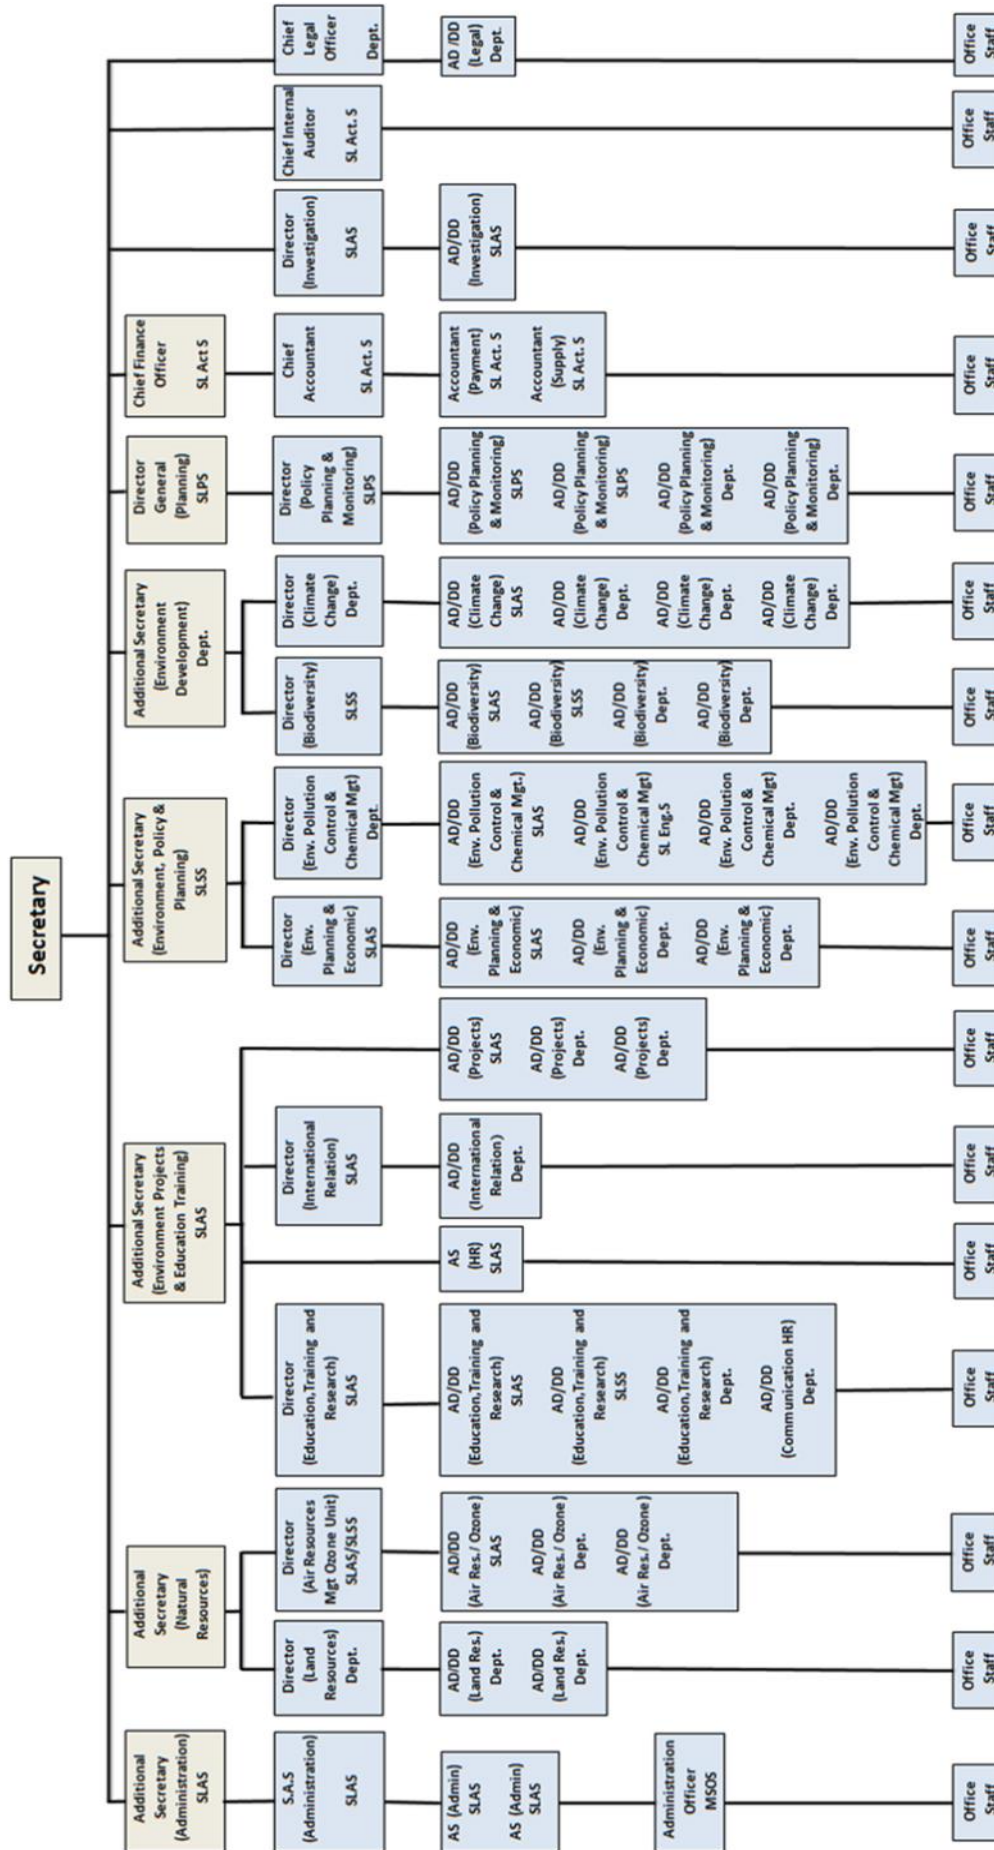 Secretary
Additional
Secretary
(Administration)
SLAS
Additional
Secretary
(Natural
Resources)
Additional Secretary
(Environment Projects
& Education Training)
SLAS
Additional Secretary
(Environment, Policy &
Planning)
SLSS
Additional Secretary
(Environment
Development)
Dept.
Director
General
(Planning)
SLPS
Chief Finance
Officer
SL Act S
S.A.S
(Administration)
SLAS
Director
(Land
Resources)
Dept.
Director
(Air Resources
Mgt Ozone Unit)
SLAS/SLSS
Director
(Education,Training and
Research)
SLAS
Director
(International
Relation)
SLAS
Director
(Env.
Planning &
Economic)
SLAS
Director
(Env. Pollution
Control &
Chemical Mgt)
Dept.
Director
(Biodiversity)
SLSS
Director
(Climate
Change)
Dept.
Director
(Policy
Planning &
Monitoring)
SLPS
Chief
Accountant
SL Act. S
Director
(Investigation)
SLAS
Chief Internal
Auditor
SL Act. S
Chief
Legal
Officer
Dept.
AS (Admin)
SLAS
AS (Admin)
SLAS
Administration
Officer
MSOS
AD/DD
(Land Res.)
Dept.
AD/DD
(Land Res.)
Dept.
AD/DD
(Air Res./ Ozone)
SLAS
AD/DD
(Air Res./ Ozone)
Dept.
AD/DD
(Air Res./ Ozone)
Dept.
AD/DD
(Education,Training and
Research)
SLAS
AD/DD
(Education,Training and
Research)
SLSS
AD/DD
(Education,Training and
Research)
Dept.
AD/DD
(Communication HR)
Dept.
AS
(HR)
SLAS
AD/DD
(International
Relation)
Dept.
AD/DD
(Projects)
SLAS
AD/DD
(Projects)
Dept.
AD/DD
(Projects)
Dept.
AD/DD
(Env.
Planning &
Economic)
SLAS
AD/DD
(Env.
Planning &
Economic)
Dept.
AD/DD
(Env.
Planning &
Economic)
Dept.
AD/DD
(Env. Pollution
Control &
Chemical Mgt.)
SLAS
AD/DD
(Env. Pollution
Control &
Chemical Mgt)
SL Eng.S
AD/DD
(Env. Pollution
Control &
Chemical Mgt)
Dept.
AD/DD
(Env. Pollution
Control &
Chemical Mgt)
Dept.
AD/DD
(Biodiversity)
SLAS
AD/DD
(Biodiversity)
SLSS
AD/DD
(Biodiversity)
Dept.
AD/DD
(Biodiversity)
Dept.
AD/DD
(Climate
Change)
SLAS
AD/DD
(Climate
Change)
Dept.
AD/DD
(Climate
Change)
Dept.
AD/DD
(Climate
Change)
Dept.
AD/DD
(Policy Planning
& Monitoring)
SLPS
AD/DD
(Policy Planning
& Monitoring)
SLPS
AD/DD
(Policy Planning
& Monitoring)
Dept.
AD/DD
(Policy Planning
& Monitoring)
Dept.
Accountant
(Payment)
SL Act. S
Accountant
(Supply)
SL Act. S
AD/DD
(Investigation)
SLAS
AD /DD
(Legal)
Dept.
Office
Staff
Office
Staff
Office
Staff
Office
Staff
Office
Staff
Office
Staff
Office
Staff
Office
Staff
Office
Staff
Office
Staff
Office
Staff
Office
Staff
Office
Staff
Office
Staff
Office
Staff
Office
Staff